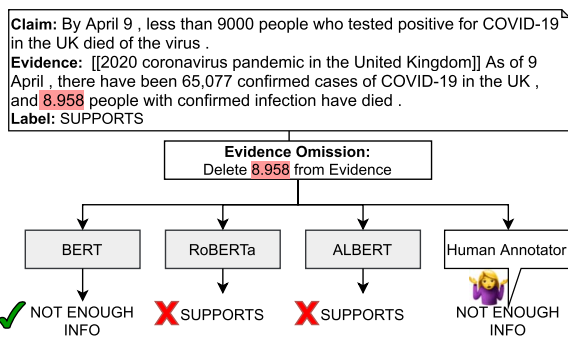 Claim: By April 9 , less than 9000 people who tested positive for COVID-19
in the UK died of the virus .
Evidence: [[2020 coronavirus pandemic in the United Kingdom]] As of 9
April , there have been 65,077 confirmed cases of COVID-19 in the UK ,
and 8.958 people with confirmed infection have died .
Label: SUPPORTS
Evidence Omission:
Delete 8.958 from Evidence
BERT
RoBERTa
ALBERT
Human Annotator
NOT ENOUGH
INFO
SUPPORTS
SUPPORTS
NOT ENOUGH
INFO